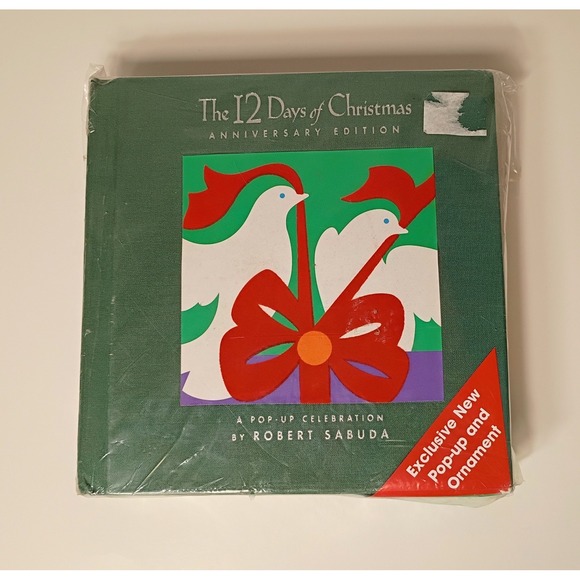 The 12 Days of Christmas
ANNIVERSARY EDITION
A POP-UP CELEBRATION
BY ROBERT SABUDA
Exclusive New
Pop-up and
Ornament